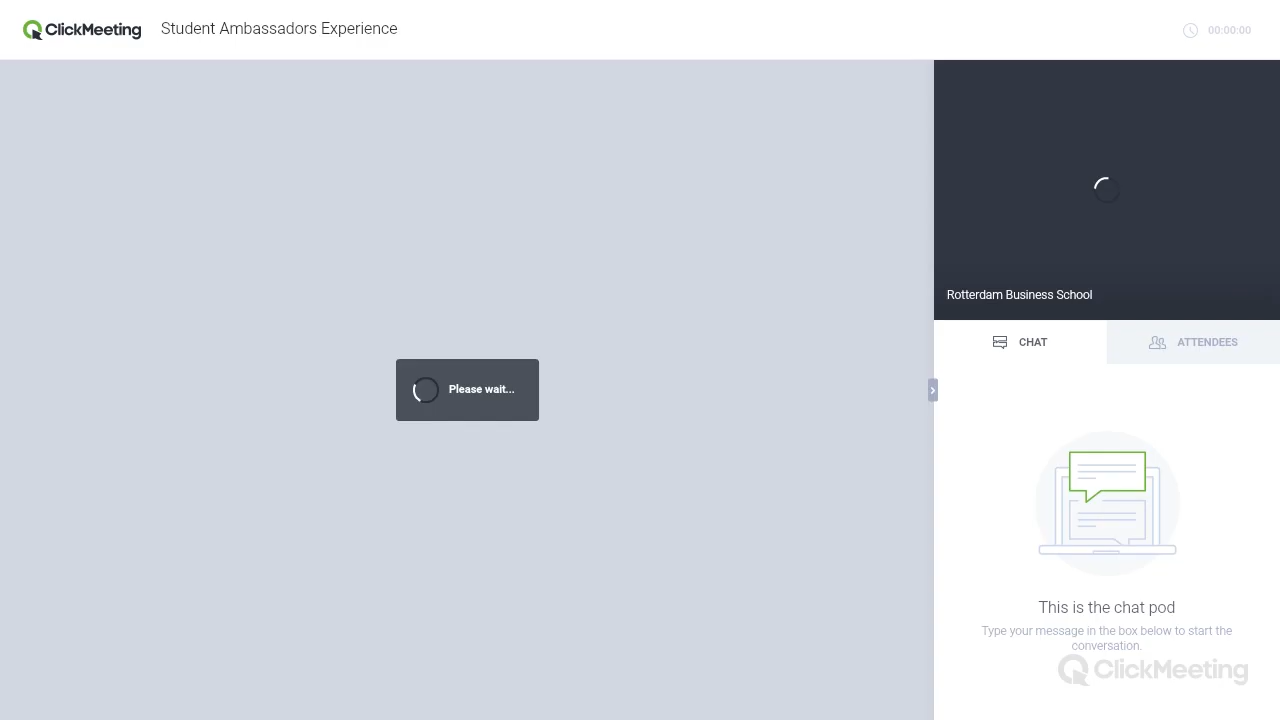 ClickMeeting
Student Ambassadors Experience
00:00:00
Please wait...
Rotterdam Business School
CHAT
ATTENDEES
This is the chat pod
Type your message in the box below to start the
conversation.
ClickMeeting